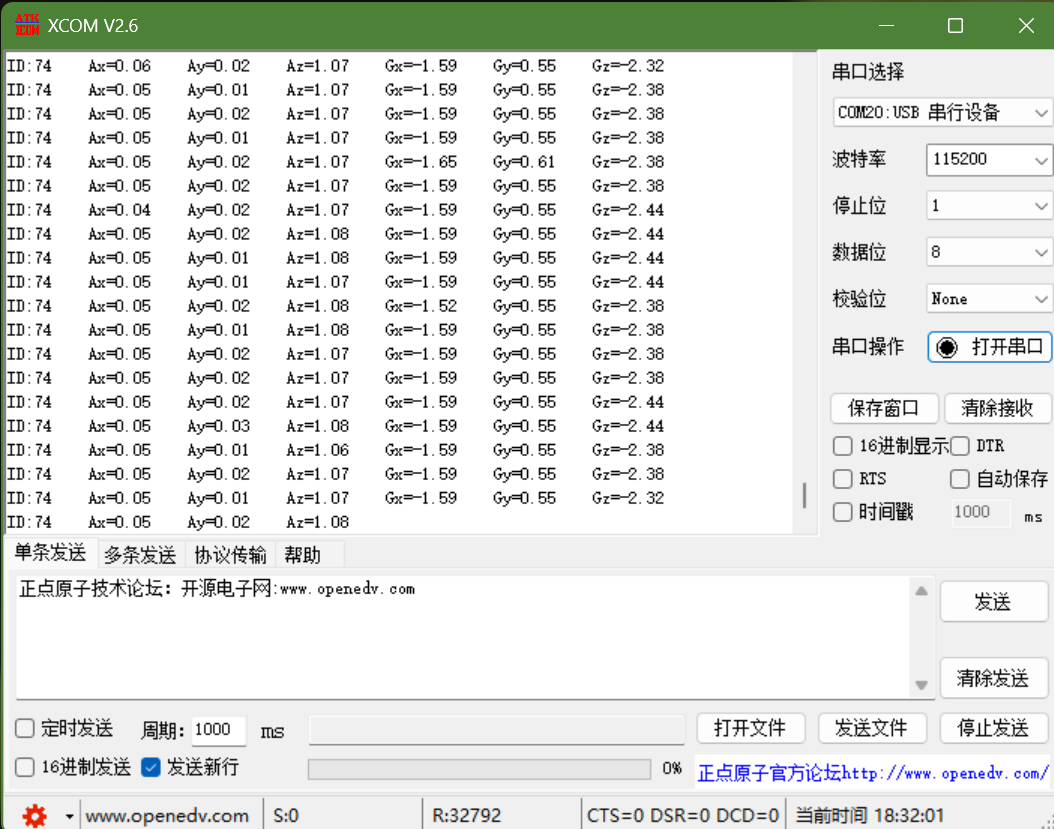 ATK XCOM XCOM V2.6
ID:74 Ax=0.06 Ay=0.02 Az=1.07 Gx=-1.59 Gy=0.55 Gz=-2.32
ID:74 Ax=0.05 Ay=0.01 Az=1.07 Gx=-1.59 Gy=0.55 Gz=-2.38
ID:74 Ax=0.05 Ay=0.02 Az=1.07 Gx=-1.59 Gy=0.55 Gz=-2.38
ID:74 Ax=0.05 Ay=0.01 Az=1.07 Gx=-1.59 Gy=0.55 Gz=-2.38
ID:74 Ax=0.05 Ay=0.02 Az=1.07 Gx=-1.65 Gy=0.61 Gz=-2.38
ID:74 Ax=0.05 Ay=0.02 Az=1.07 Gx=-1.59 Gy=0.55 Gz=-2.38
ID:74 Ax=0.04 Ay=0.02 Az=1.07 Gx=-1.59 Gy=0.55 Gz=-2.44
ID:74 Ax=0.05 Ay=0.02 Az=1.08 Gx=-1.59 Gy=0.55 Gz=-2.44
ID:74 Ax=0.05 Ay=0.01 Az=1.08 Gx=-1.59 Gy=0.55 Gz=-2.44
ID:74 Ax=0.05 Ay=0.01 Az=1.07 Gx=-1.59 Gy=0.55 Gz=-2.44
ID:74 Ax=0.05 Ay=0.02 Az=1.08 Gx=-1.52 Gy=0.55 Gz=-2.38
ID:74 Ax=0.05 Ay=0.01 Az=1.08 Gx=-1.59 Gy=0.55 Gz=-2.38
ID:74 Ax=0.05 Ay=0.02 Az=1.07 Gx=-1.59 Gy=0.55 Gz=-2.38
ID:74 Ax=0.05 Ay=0.02 Az=1.07 Gx=-1.59 Gy=0.55 Gz=-2.38
ID:74 Ax=0.05 Ay=0.02 Az=1.07 Gx=-1.59 Gy=0.55 Gz=-2.44
ID:74 Ax=0.05 Ay=0.03 Az=1.08 Gx=-1.59 Gy=0.55 Gz=-2.44
ID:74 Ax=0.05 Ay=0.01 Az=1.06 Gx=-1.59 Gy=0.55 Gz=-2.38
ID:74 Ax=0.05 Ay=0.02 Az=1.07 Gx=-1.59 Gy=0.55 Gz=-2.38
ID:74 Ax=0.05 Ay=0.01 Az=1.07 Gx=-1.59 Gy=0.55 Gz=-2.32
ID:74 Ax=0.05 Ay=0.02 Az=1.08
串口选择
COM20:USB 串行设备
波特率 115200
停止位 1
数据位 8
校验位 None
串口操作 打开串口
保存窗口 清除接收
16进制显示 DTR
RTS 自动保存
时间戳 1000 ms
单条发送 多条发送 协议传输 帮助
正点原子技术论坛：开源电子网:www.openedv.com
发送
清除发送
定时发送 周期: 1000 ms 打开文件 发送文件 停止发送
16进制发送 发送新行 0% 正点原子官方论坛http://www.openedv.com/
www.openedv.com S:0 R:32792 CTS=0 DSR=0 DCD=0 当前时间 18:32:01